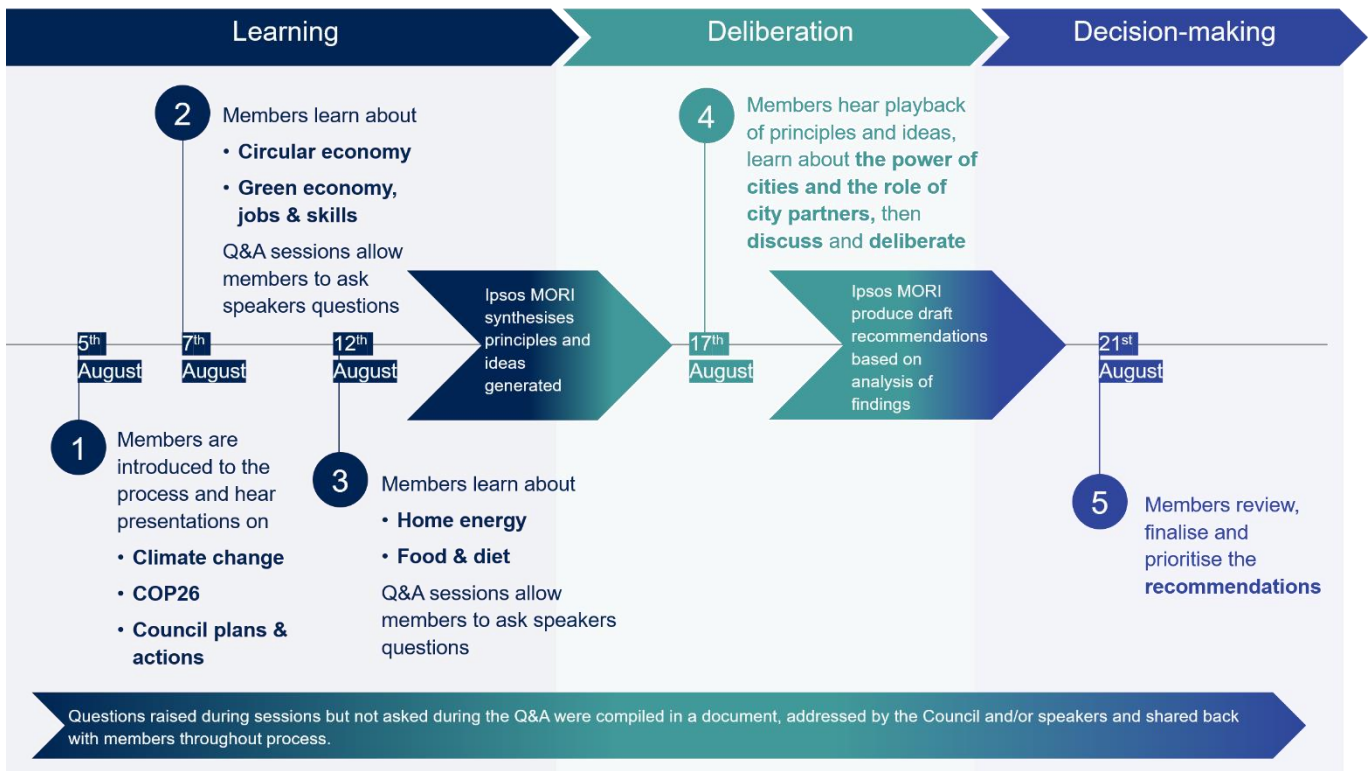 Learning
Deliberation
Decision-making
2
Members learn about
• Circular economy
• Green economy,
jobs & skills
Q&A sessions allow
members to ask
speakers questions
4
Members hear playback
of principles and ideas,
learn about the power of
cities and the role of
city partners, then
discuss and deliberate
Ipsos MORI
synthesises
principles and
ideas
generated
Ipsos MORI
produce draft
recommendations
based on
analysis of
findings
5th
August
7th
August
12th
August
17th
August
21st
August
1
Members are
introduced to the
process and hear
presentations on
• Climate change
• COP26
• Council plans &
actions
3
Members learn about
• Home energy
• Food & diet
Q&A sessions allow
members to ask speakers
questions
5
Members review,
finalise and
prioritise the
recommendations
Questions raised during sessions but not asked during the Q&A were compiled in a document, addressed by the Council and/or speakers and shared back
with members throughout process.